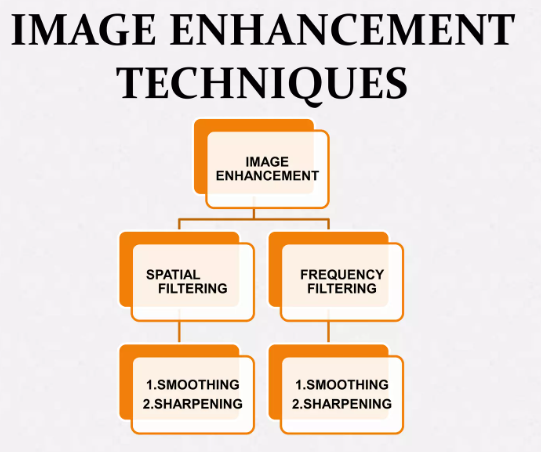 IMAGE ENHANCEMENT
TECHNIQUES
IMAGE
ENHANCEMENT
SPATIAL
FILTERING
FREQUENCY
FILTERING
1.SMOOTHING
2.SHARPENING
1.SMOOTHING
2.SHARPENING